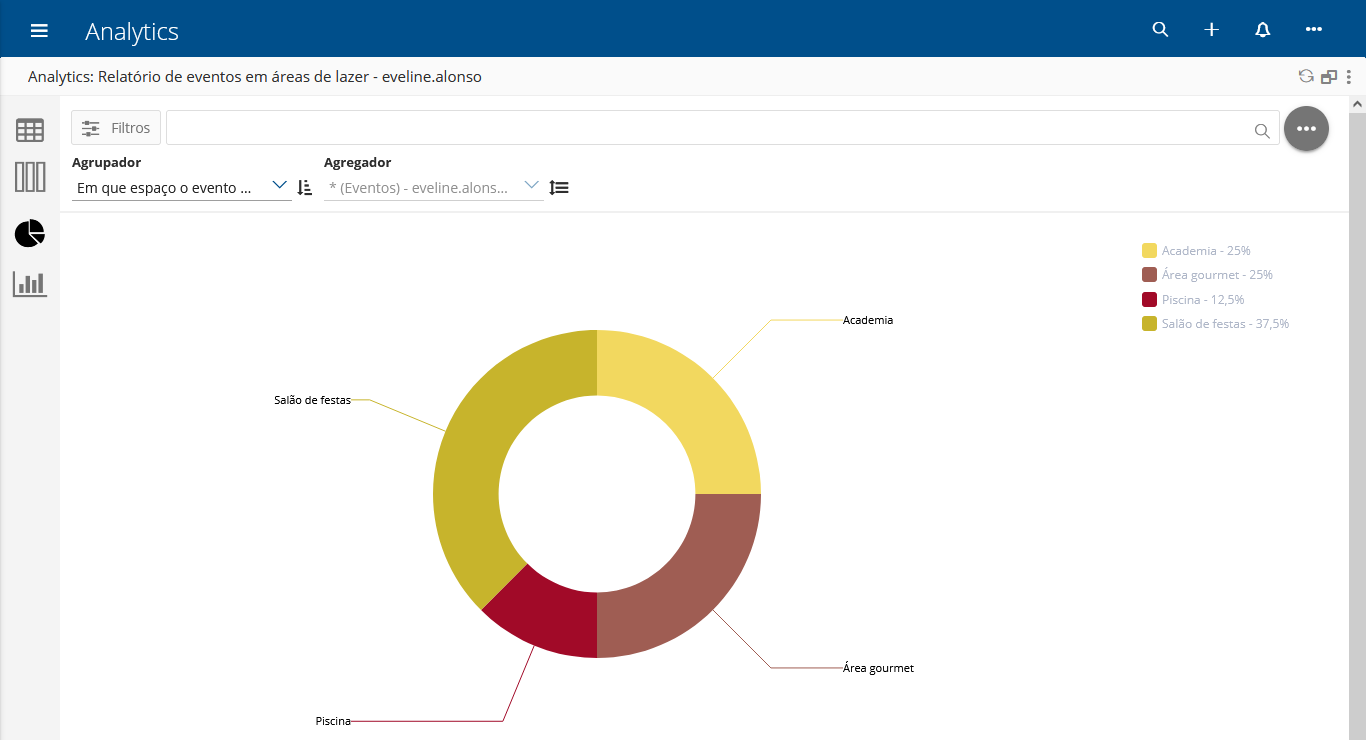 Analytics
Analytics: Relatório de eventos em áreas de lazer - eveline.alonso
Filtros
Agrupador
Agregador
Em que espaço o evento ...
* (Eventos) - eveline.alons...
Academia - 25%
Área gourmet - 25%
Piscina - 12,5%
Salão de festas - 37,5%
Academia
Salão de festas
Área gourmet
Piscina